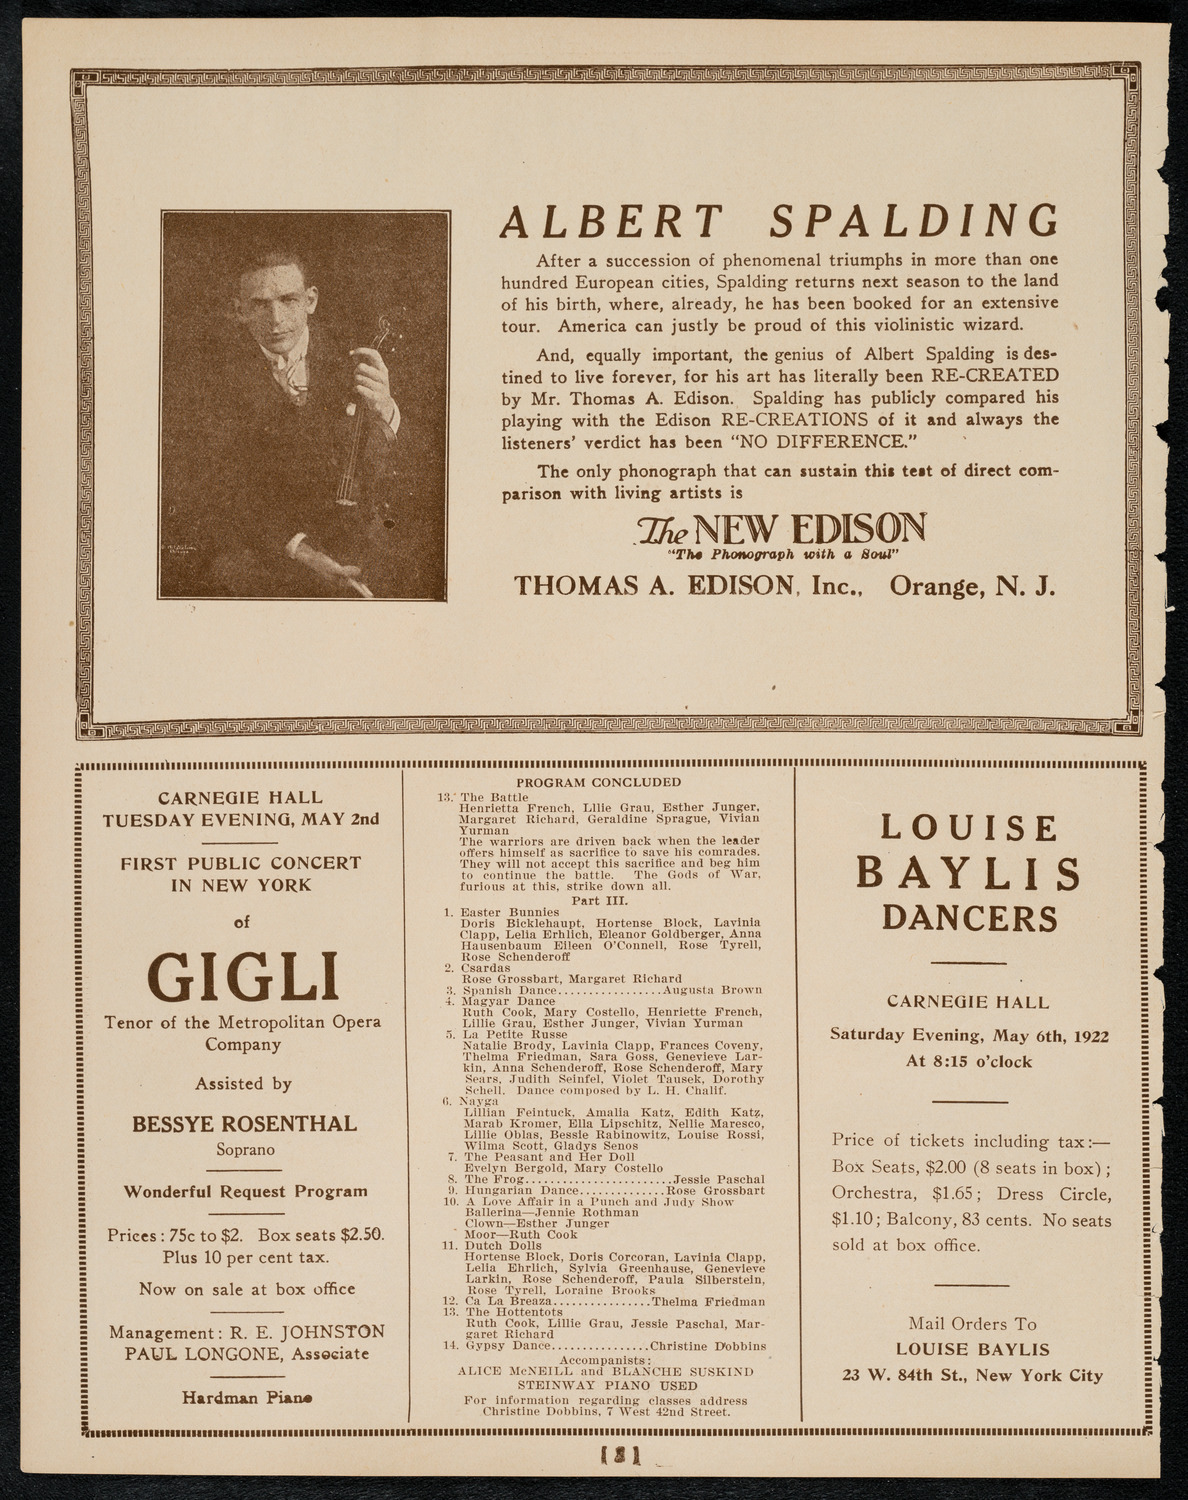 ALBERT SPALDING
After a succession of phenomenal triumphs in more than one
hundred European cities, Spalding returns next season to the land
of his birth, where, already, he has been booked for an extensive
tour. America can justly be proud of this violinistic wizard.
And, equally important, the genius of Albert Spalding is des-
tined to live forever, for his art has literally been RE-CREATED
by Mr. Thomas A. Edison. Spalding has publicly compared his
playing with the Edison RE-CREATIONS of it and always the
listeners' verdict has been "NO DIFFERENCE."
The only phonograph that can sustain this test of direct com-
parison with living artists is
The NEW EDISON
"The Phonograph with a Soul"
THOMAS A. EDISON, Inc., Orange, N. J.
CARNEGIE HALL
TUESDAY EVENING, MAY 2nd
FIRST PUBLIC CONCERT
IN NEW YORK
of
GIGLI
Tenor of the Metropolitan Opera
Company
Assisted by
BESSYE ROSENTHAL
Soprano
Wonderful Request Program
Prices: 75c to $2. Box seats $2.50.
Plus 10 per cent tax.
Now on sale at box office
Management: R. E. JOHNSTON
PAUL LONGONE, Associate
Hardman Piano
PROGRAM CONCLUDED
13. The Battle
Henrietta French, Lllie Grau, Esther Junger,
Margaret Richard, Geraldine Sprague, Vivian
Yurman
The warriors are driven back when the leader
offers himself as sacrifice to save his comrades.
They will not accept this sacrifice and beg him
to continue the battle. The Gods of War,
furious at this, strike down all.
Part III.
1. Easter Bunnies
Doris Bicklehaupt, Hortense Block, Lavinia
Clapp, Lelia Erhlich, Eleanor Goldberger, Anna
Hausenbaum Eileen O'Connell, Rose Tyrell,
Rose Schenderoff
2. Csardas
Rose Grossbart, Margaret Richard
3. Spanish Dance.................Augusta Brown
4. Magyar Dance
Ruth Cook, Mary Costello, Henriette French,
Lillie Grau, Esther Junger, Vivian Yurman
5. La Petite Russe
Natalie Brody, Lavinia Clapp, Frances Coveny,
Thelma Friedman, Sara Goss, Genevieve Lar-
kin, Anna Schenderoff, Rose Schenderoff, Mary
Sears, Judith Seinfel, Violet Tausek, Dorothy
Schell. Dance composed by L. H. Chalif.
6. Nayga
Lillian Feintuck, Amalia Katz, Edith Katz,
Marab Kromer, Ella Lipschitz, Nellie Maresco,
Lillie Oblas, Bessie Rabinowitz, Louise Rossi,
Wilma Scott, Gladys Senos
7. The Peasant and Her Doll
Evelyn Bergold, Mary Costello
8. The Frog........................Jessie Paschal
9. Hungarian Dance..............Rose Grossbart
10. A Love Affair in a Punch and Judy Show
Ballerina—Jennie Rothman
Clown—Esther Junger
Moor—Ruth Cook
11. Dutch Dolls
Hortense Block, Doris Corcoran, Lavinia Clapp,
Lelia Ehrlich, Sylvia Greenhause, Genevieve
Larkin, Rose Schenderoff, Paula Silberstein,
Rose Tyrell, Loraine Brooks
12. Ca La Breaza................Thelma Friedman
13. The Hottentots
Ruth Cook, Lillie Grau, Jessie Paschal, Mar-
garet Richard
14. Gypsy Dance................Christine Dobbins
Accompanists:
ALICE McNEILL and BLANCHE SUSKIND
STEINWAY PIANO USED
For information regarding classes address
Christine Dobbins, 7 West 42nd Street.
LOUISE
BAYLIS
DANCERS
CARNEGIE HALL
Saturday Evening, May 6th, 1922
At 8:15 o'clock
Price of tickets including tax:—
Box Seats, $2.00 (8 seats in box);
Orchestra, $1.65; Dress Circle,
$1.10; Balcony, 83 cents. No seats
sold at box office.
Mail Orders To
LOUISE BAYLIS
23 W. 84th St., New York City